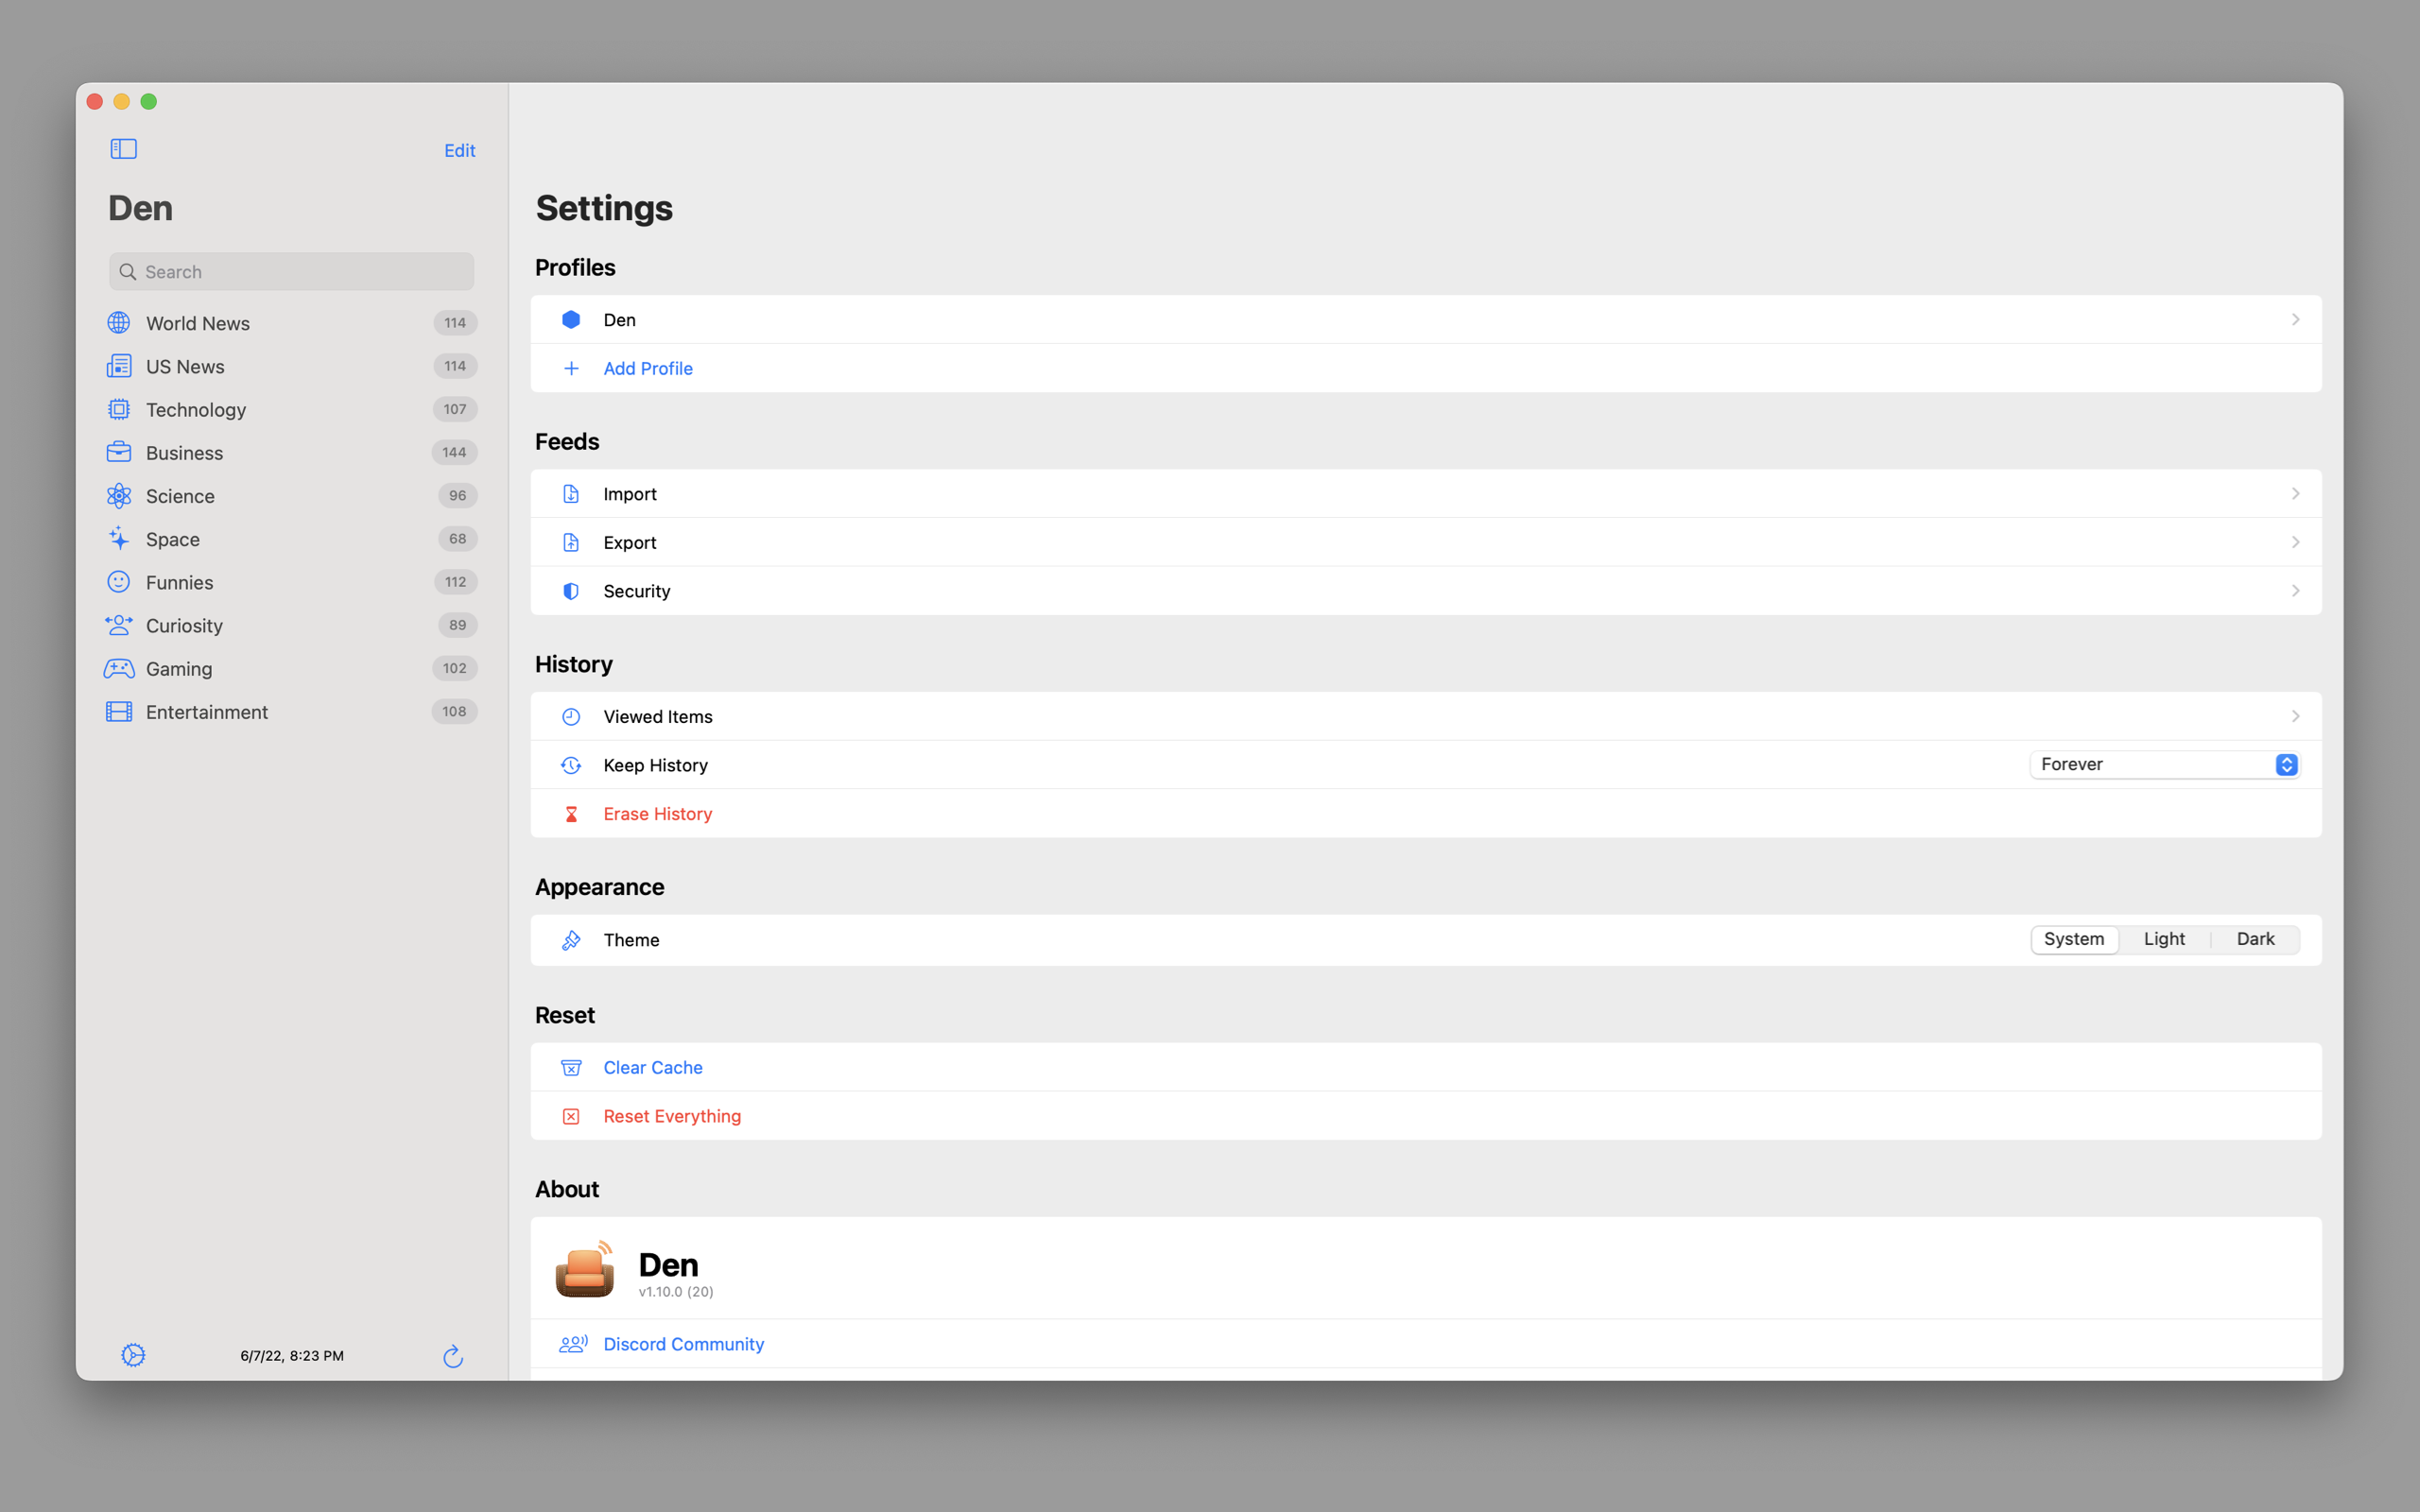 Edit
Den
Search
World News 114
US News 114
Technology 107
Business 144
Science 96
Space 68
Funnies 112
Curiosity 89
Gaming 102
Entertainment 108
6/7/22, 8:23 PM
Settings
Profiles
Den
Add Profile
Feeds
Import
Export
Security
History
Viewed Items
Keep History Forever
Erase History
Appearance
Theme System Light Dark
Reset
Clear Cache
Reset Everything
About
Den
v1.10.0 (20)
Discord Community